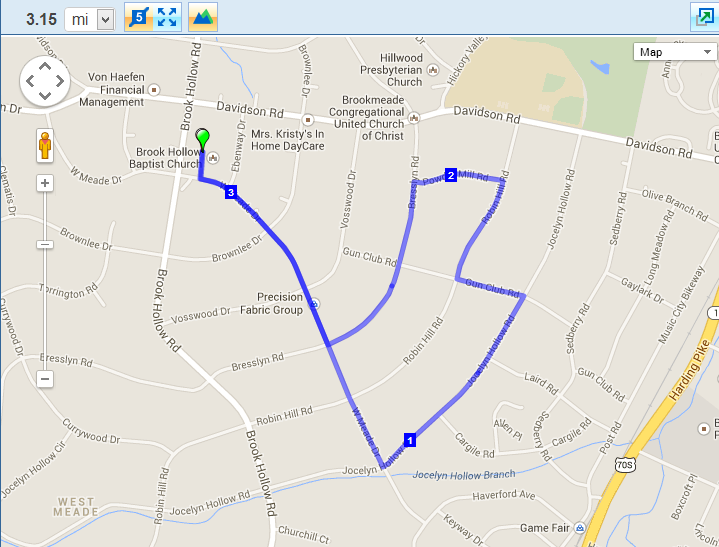 3.15 mi 5
Map
Von Haefen
Financial
Management
Brook Hollow Rd
Brownlee Dr
Hillwood
Presbyterian
Church
Hickory Valley
Davidson Rd
Brookmeade
Congregational
United Church
of Christ
Davidson Rd
Davidson Rd
Mrs. Kristy's In
Home DayCare
Ebenway Dr
Brook Hollow
Baptist Church
W Meade Dr
3
W Meade Dr
Clematis Dr
Vosswood Dr
Bresslyn Rd
2
Powder Mill Rd
Robin Hill Rd
Jocelyn Hollow Rd
Sedberry Rd
Olive Branch Rd
Long Meadow Rd
Music City Bikeway
Brownlee Dr
Brownlee Dr
Gun Club Rd
Gun Club Rd
Gaylark Dr
Torrington Rd
Precision
Fabric Group
Vosswood Dr
Brook Hollow Rd
Currywood Dr
Bresslyn Rd
Bresslyn Rd
Robin Hill Rd
Jocelyn Hollow Rd
Sedberry Rd
Harding Pike
1
Laird Rd
Gun Club Rd
Robin Hill Rd
W Meade Dr
1
Allen Pl
Sedberry Rd
Cargile Rd
Cargile Rd
Post Rd
Currywood Dr
Brook Hollow Rd
Jocelyn Hollow Cir
Jocelyn Hollow
Jocelyn Hollow Branch
70S
Jocelyn Hollow Rd
WEST
MEADE
Haverford Ave
Keyway Dr
Game Fair
Boxcroft Pl
Churchill Ct